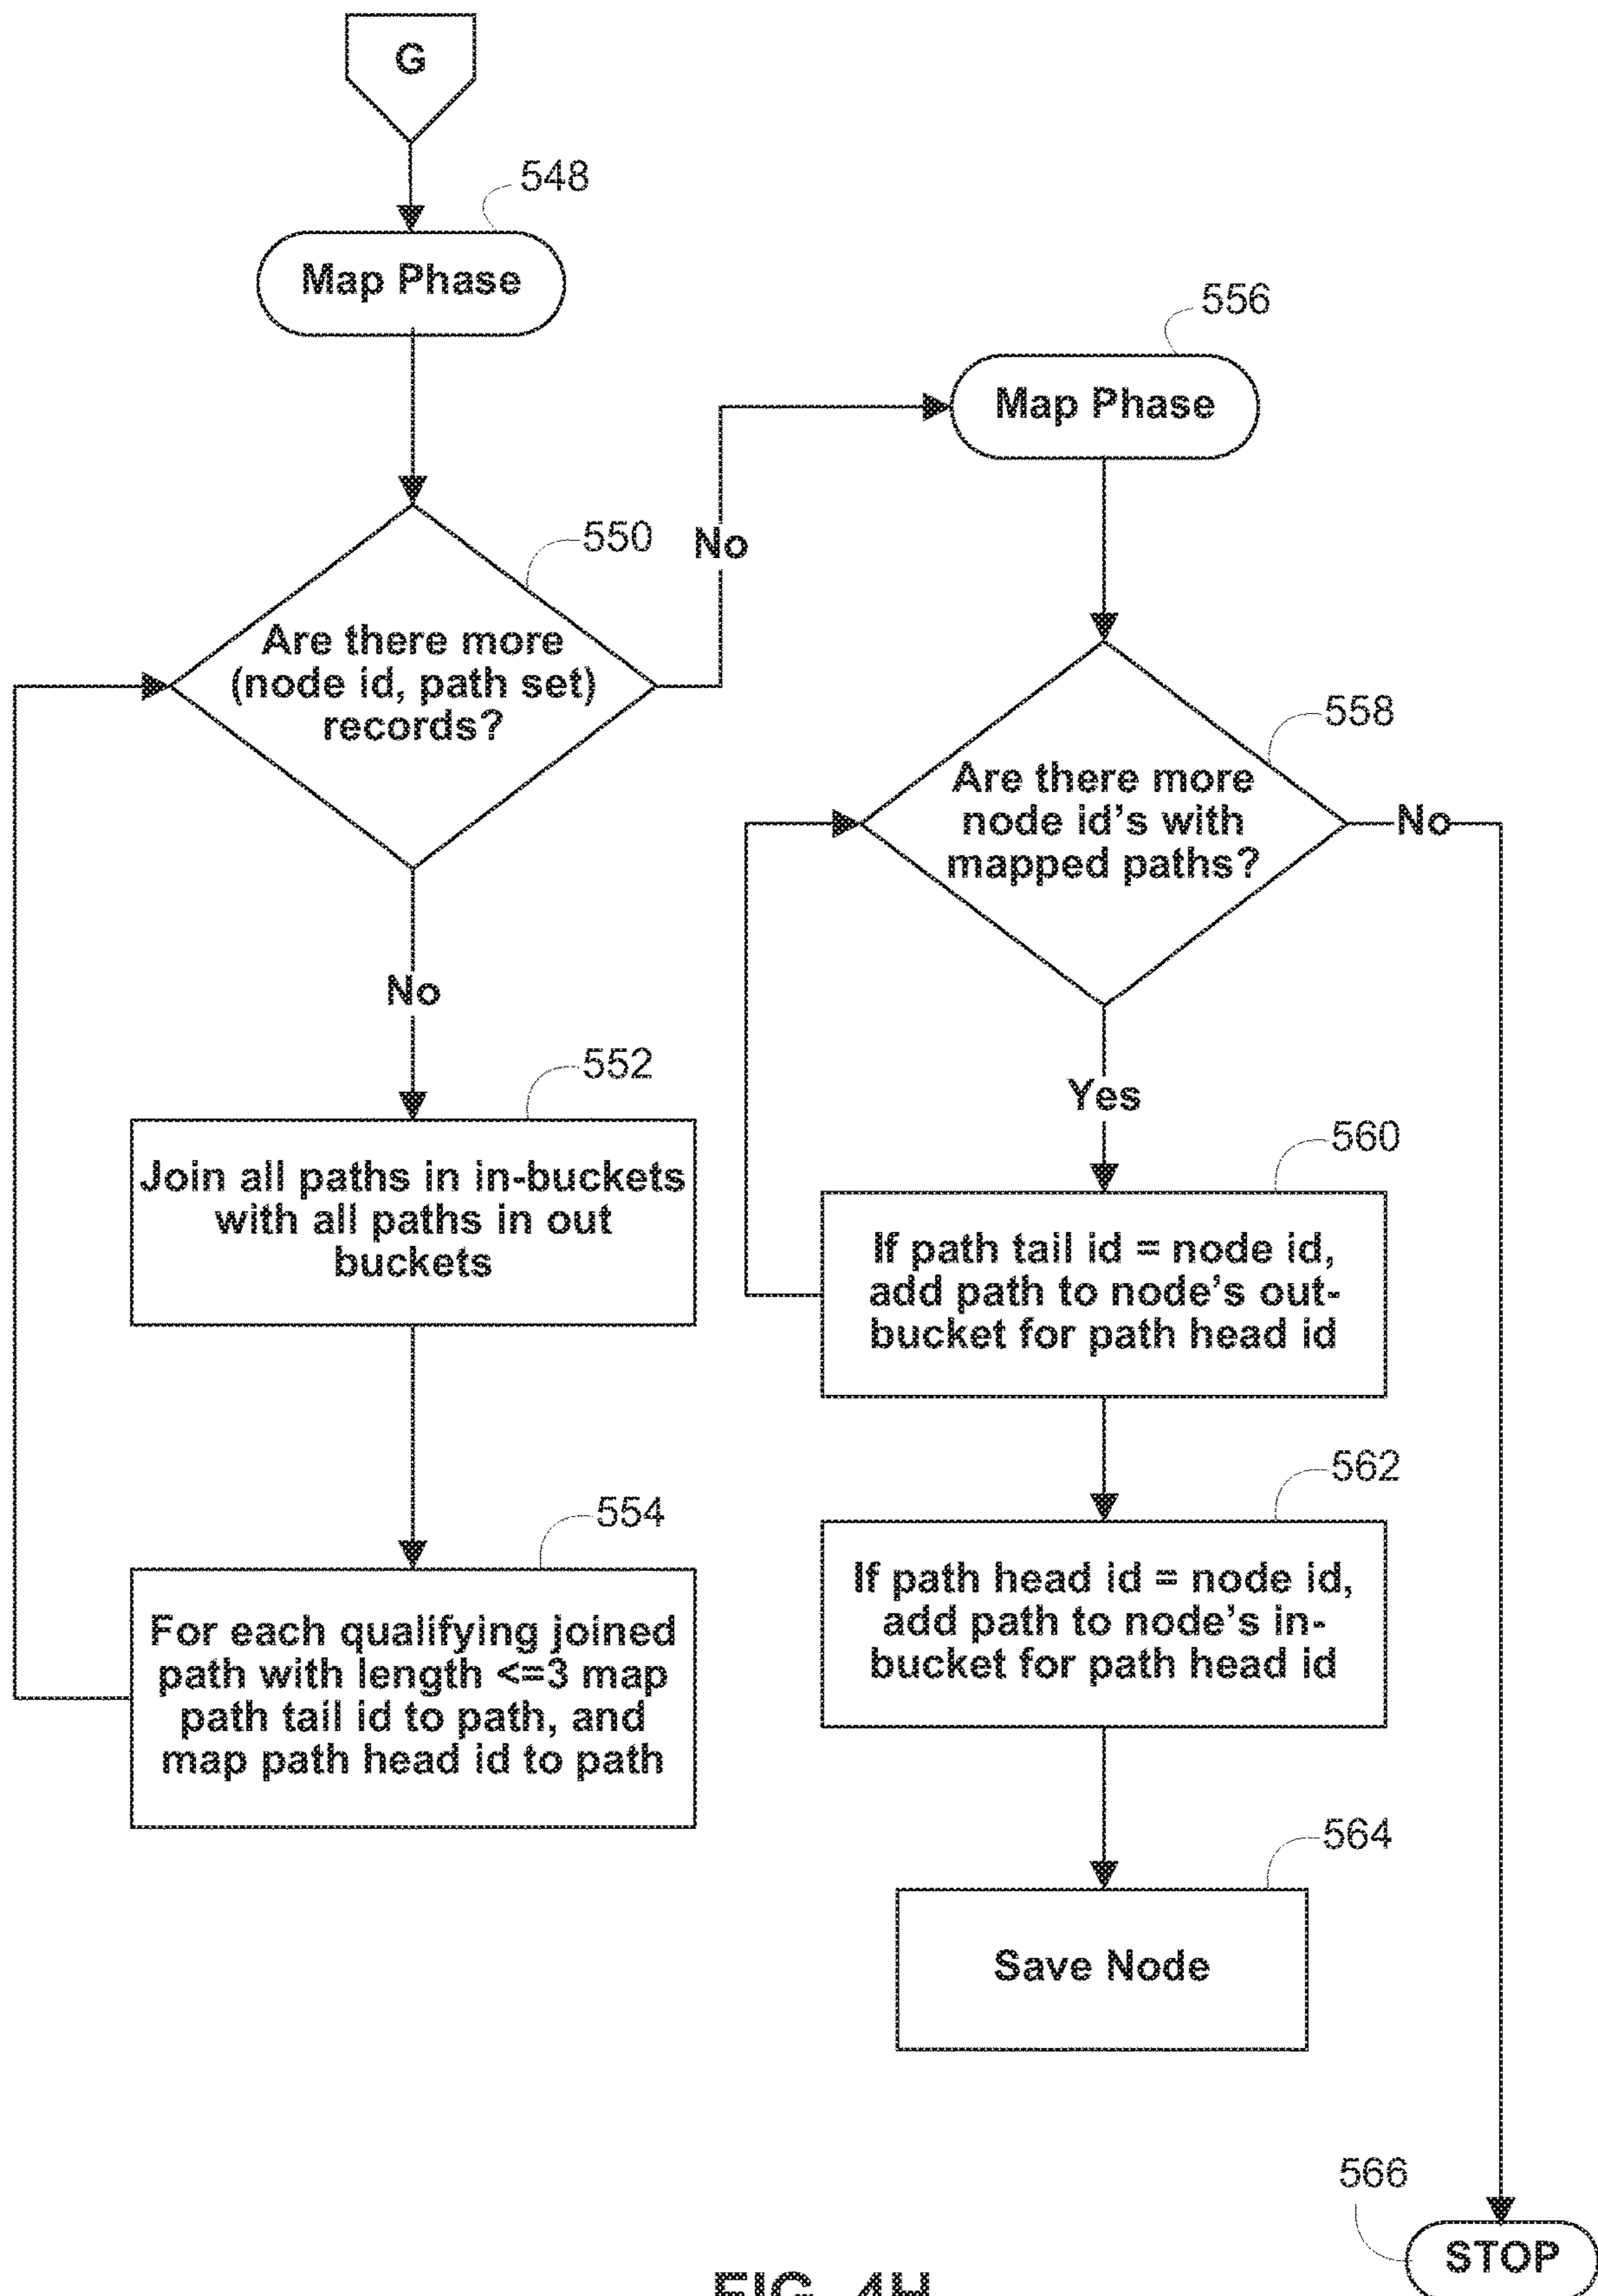 G
548
Map Phase
550
Are there more
(node id, path set)
records?
No
No
552
Join all paths in in-buckets
with all paths in out
buckets
554
For each qualifying joined
path with length <=3 map
path tail id to path, and
map path head id to path
556
Map Phase
558
Are there more
node id's with
mapped paths?
No
Yes
560
If path tail id = node id,
add path to node's out-
bucket for path head id
562
If path head id = node id,
add path to node's in-
bucket for path head id
564
Save Node
566
STOP
FIG. 4H